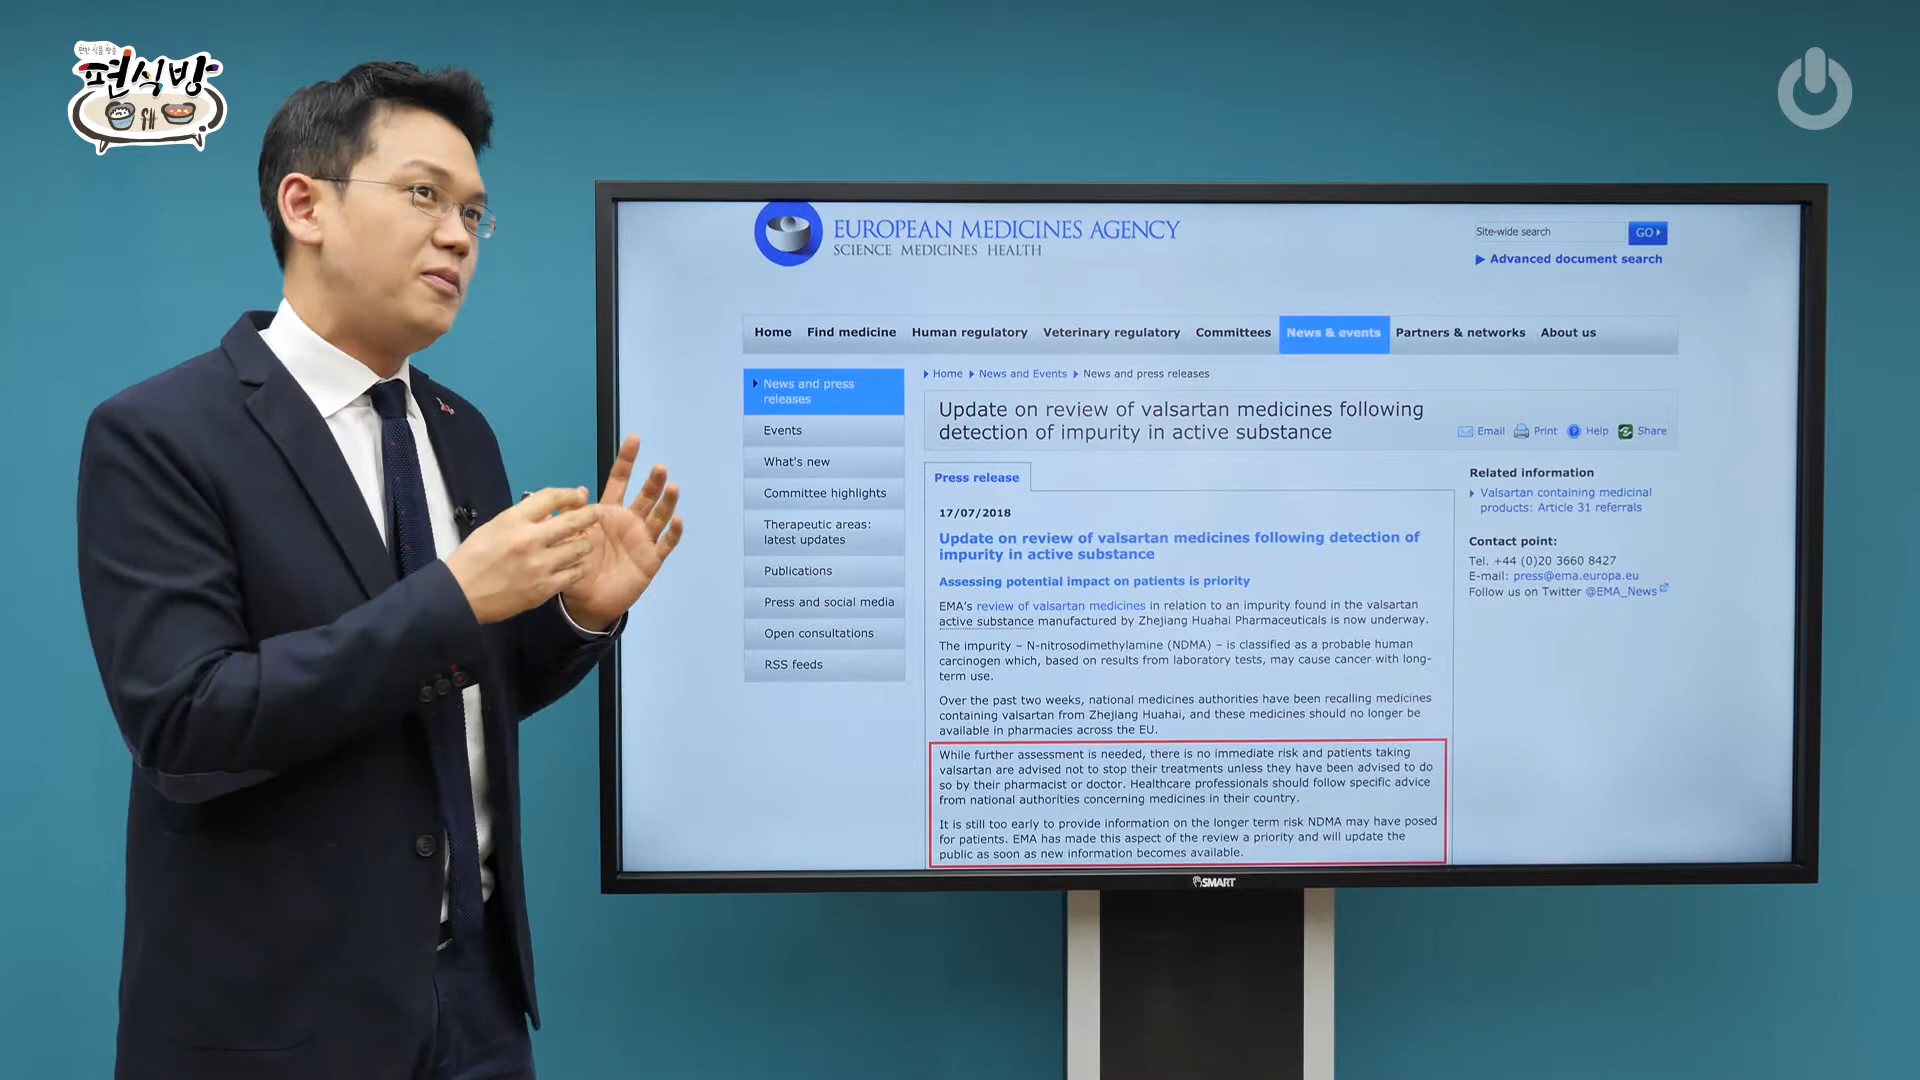 편한 식품 방송
편식방
EUROPEAN MEDICINES AGENCY
SCIENCE MEDICINES HEALTH
Site-wide search
GO
Advanced document search
Home Find medicine Human regulatory Veterinary regulatory Committees News & events Partners & networks About us
News and press
releases
Events
What's new
Committee highlights
Therapeutic areas:
latest updates
Publications
Press and social media
Open consultations
RSS feeds
Home News and Events News and press releases
Update on review of valsartan medicines following
detection of impurity in active substance
Email Print Help Share
Press release
17/07/2018
Update on review of valsartan medicines following detection of
impurity in active substance
Assessing potential impact on patients is priority
EMA's review of valsartan medicines in relation to an impurity found in the valsartan
active substance manufactured by Zhejiang Huahai Pharmaceuticals is now underway.
The impurity – N-nitrosodimethylamine (NDMA) – is classified as a probable human
carcinogen which, based on results from laboratory tests, may cause cancer with long-
term use.
Over the past two weeks, national medicines authorities have been recalling medicines
containing valsartan from Zhejiang Huahai, and these medicines should no longer be
available in pharmacies across the EU.
While further assessment is needed, there is no immediate risk and patients taking
valsartan are advised not to stop their treatments unless they have been advised to do
so by their pharmacist or doctor. Healthcare professionals should follow specific advice
from national authorities concerning medicines in their country.
It is still too early to provide information on the longer term risk NDMA may have posed
for patients. EMA has made this aspect of the review a priority and will update the
public as soon as new information becomes available.
Related information
Valsartan containing medicinal
products: Article 31 referrals
Contact point:
Tel. +44 (0)20 3660 8427
E-mail: press@ema.europa.eu
Follow us on Twitter @EMA_News
SMART